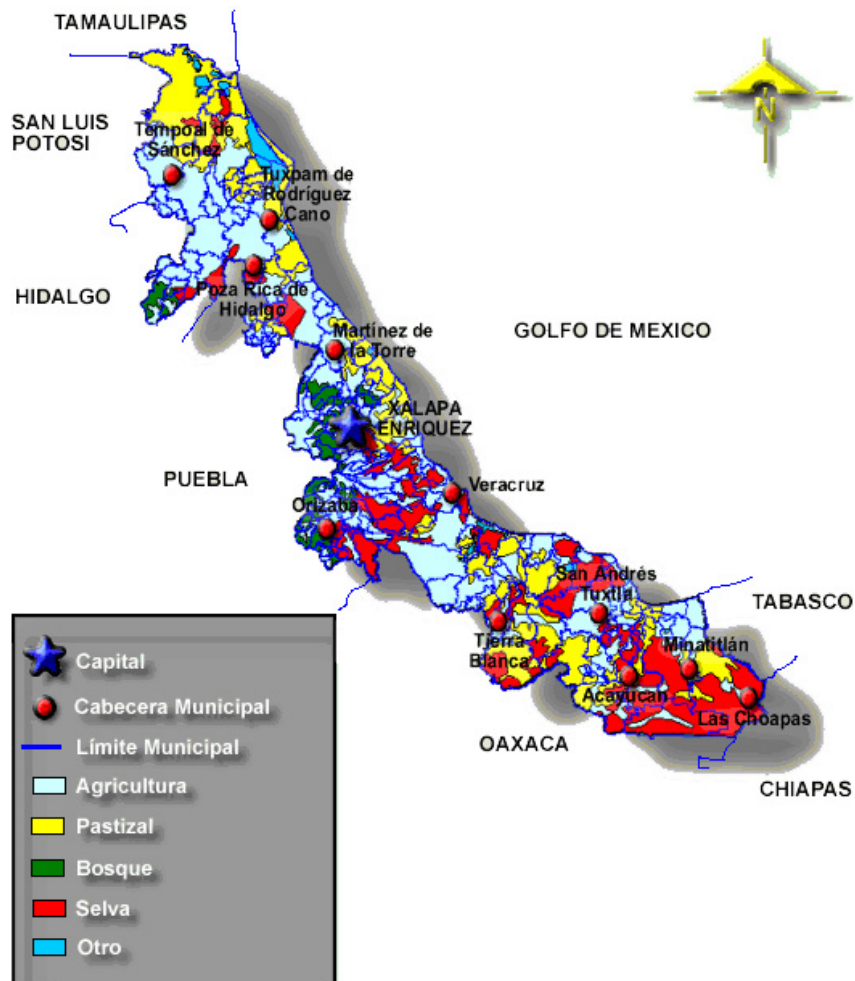 TAMAULIPAS
N
SAN LUIS
POTOSI
Tempoal de
Sánchez
Tuxpam de
Rodríguez
Cano
HIDALGO
Poza Rica de
Hidalgo
Martínez de
la Torre
GOLFO DE MEXICO
XALAPA
ENRIQUEZ
PUEBLA
Veracruz
Orizaba
San Andrés
Tuxtla
TABASCO
Tierra
Blanca
Minatitlán
Acayucan
Las Choapas
OAXACA
CHIAPAS
Capital
Cabecera Municipal
Límite Municipal
Agricultura
Pastizal
Bosque
Selva
Otro